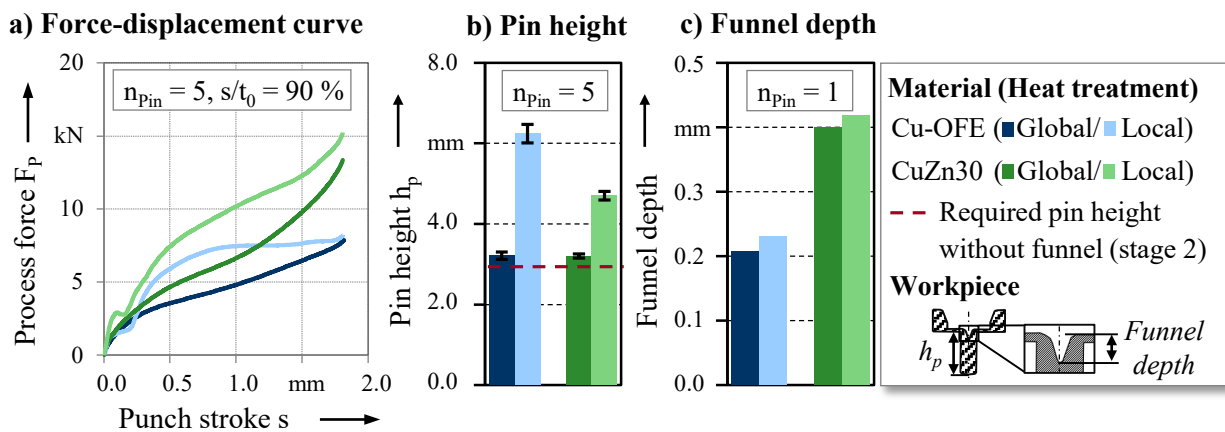 a) Force-displacement curve
b) Pin height
c) Funnel depth
Process force F_P
20
kN
10
5
0
n_Pin = 5, s/t_0 = 90 %
0.0 0.5 1.0 mm 2.0
Punch stroke s
Pin height h_p
8.0
mm
4.0
2.0
0.0
n_Pin = 5
Funnel depth
0.5
mm
0.3
0.2
0.1
0.0
n_Pin = 1
Material (Heat treatment)
Cu-OFE (Global/ Local)
CuZn30 (Global/ Local)
Required pin height
without funnel (stage 2)
Workpiece
h_p
Funnel
depth